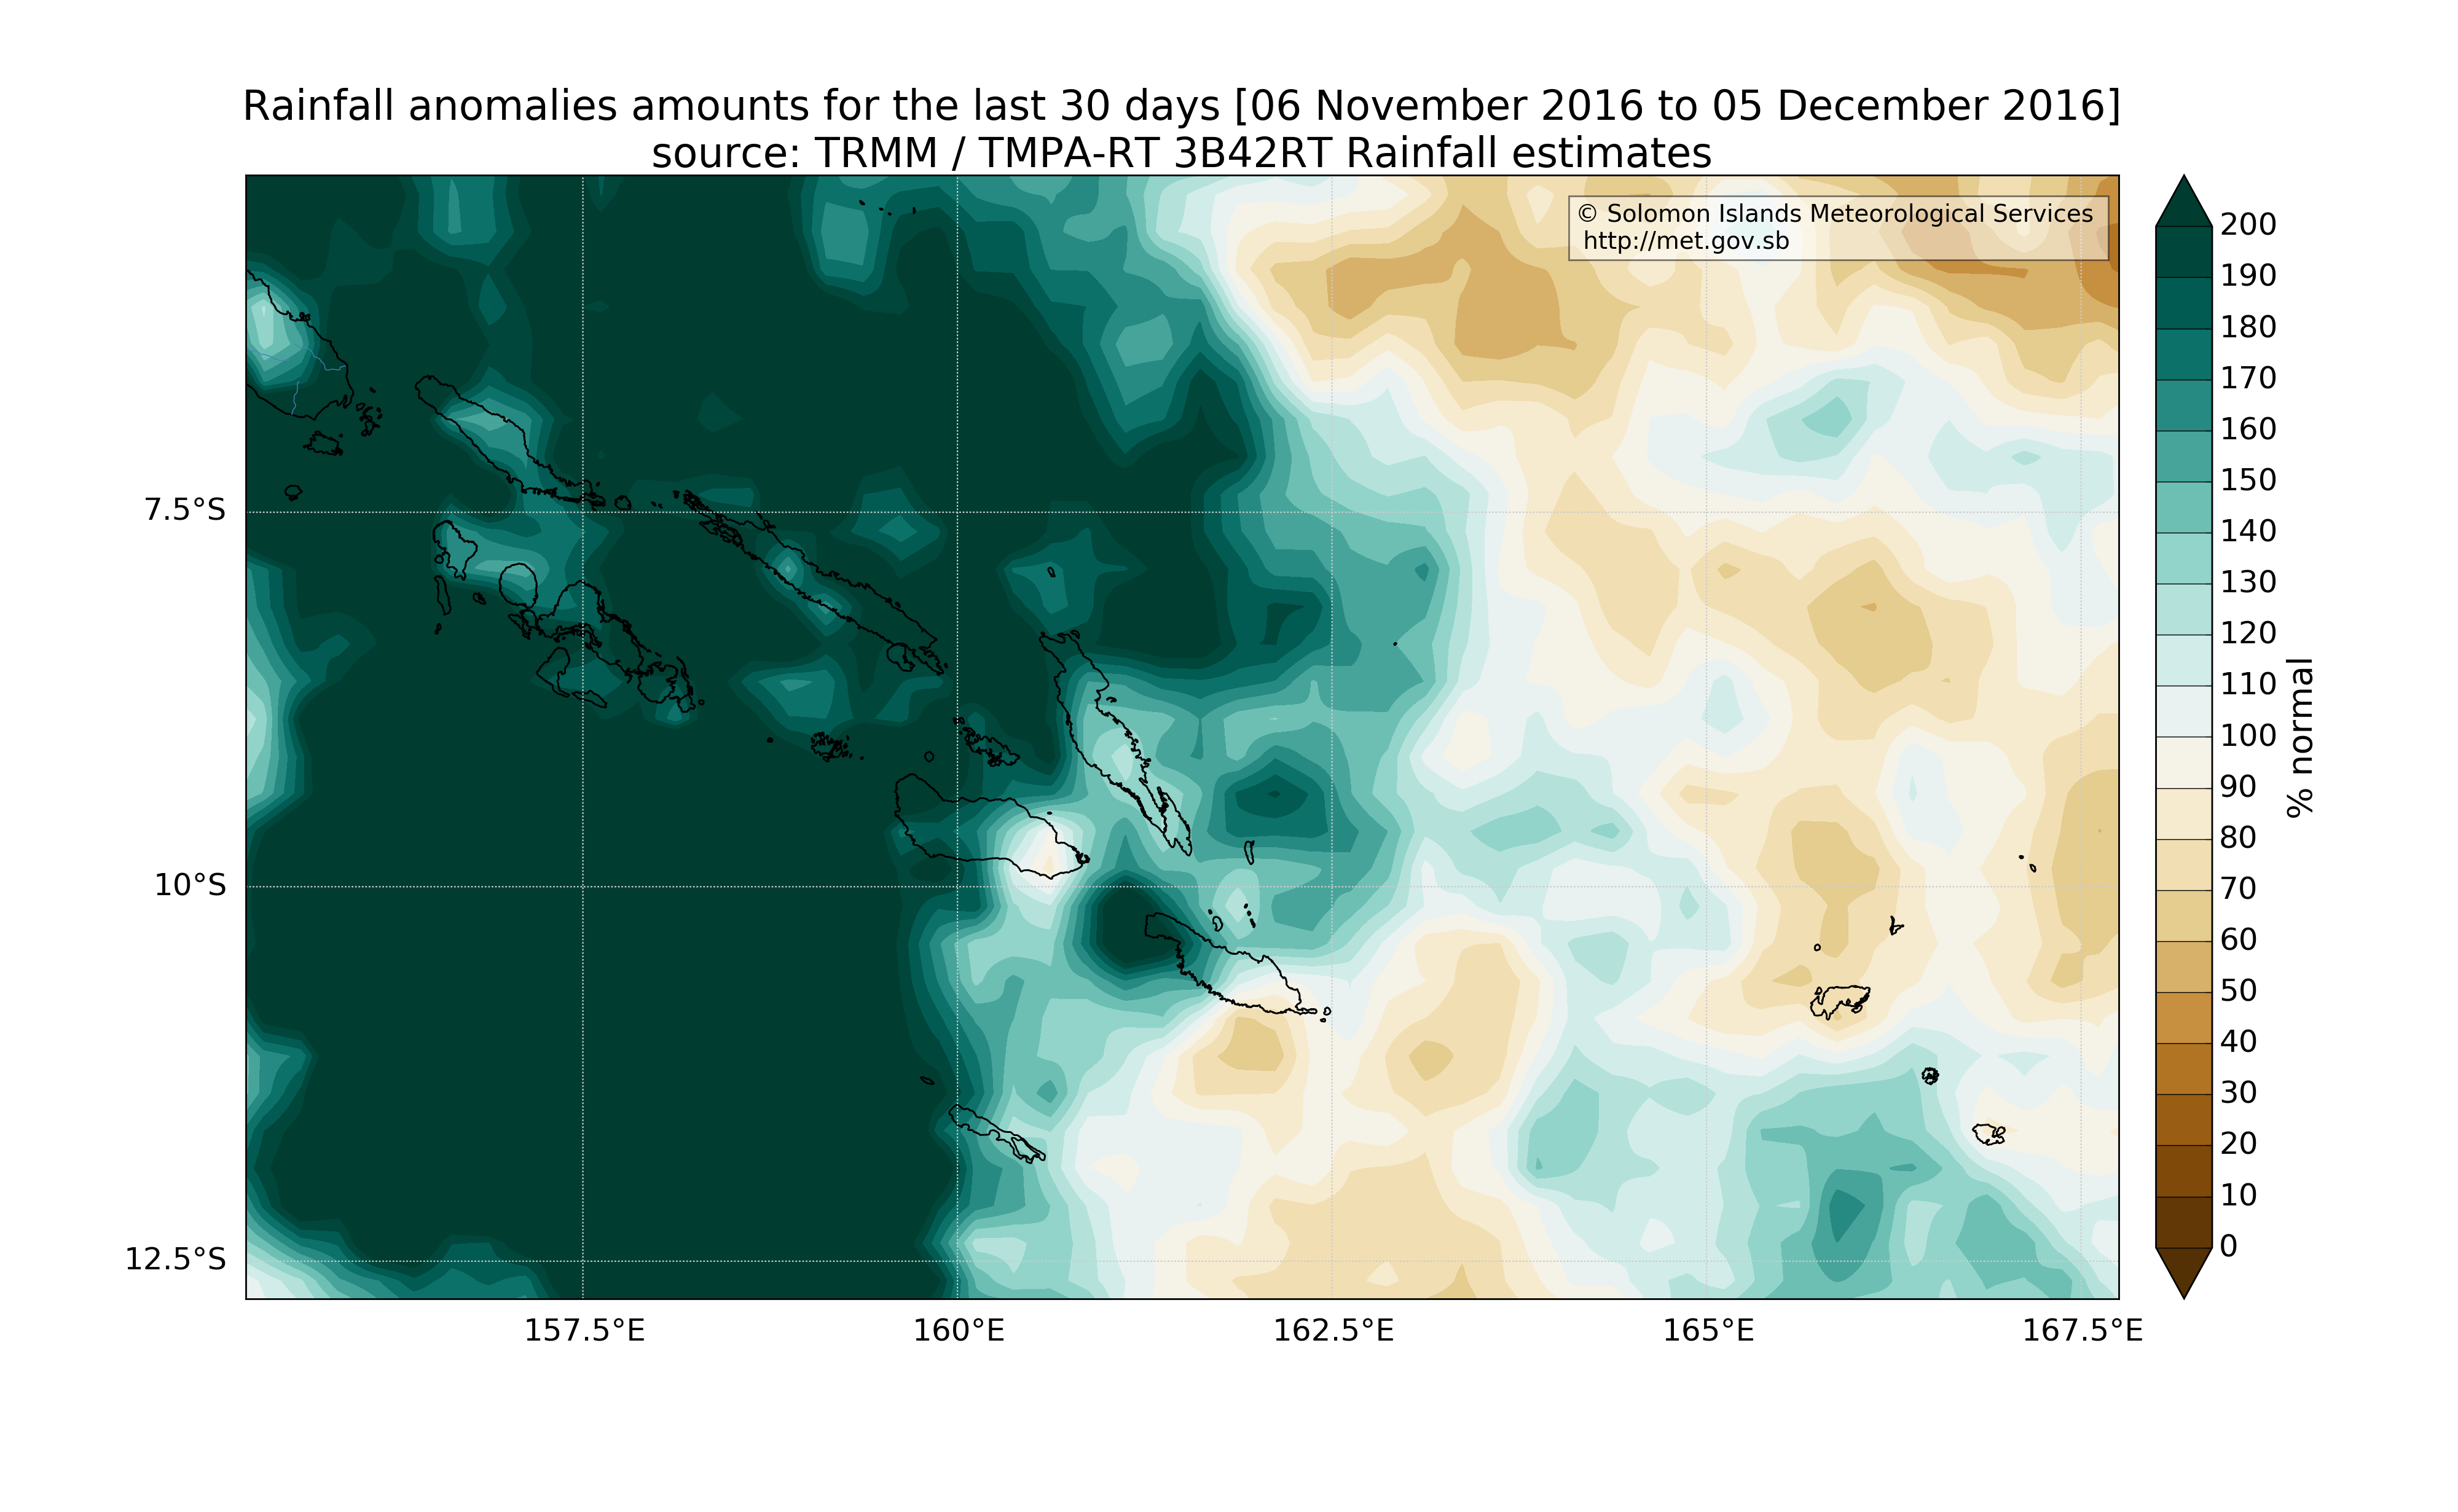 Rainfall anomalies amounts for the last 30 days [06 November 2016 to 05 December 2016]
source: TRMM / TMPA-RT 3B42RT Rainfall estimates
© Solomon Islands Meteorological Services
http://met.gov.sb
7.5°S
10°S
12.5°S
157.5°E
160°E
162.5°E
165°E
167.5°E
200
190
180
170
160
150
140
130
120
110
100
90
80
70
60
50
40
30
20
10
0
% normal